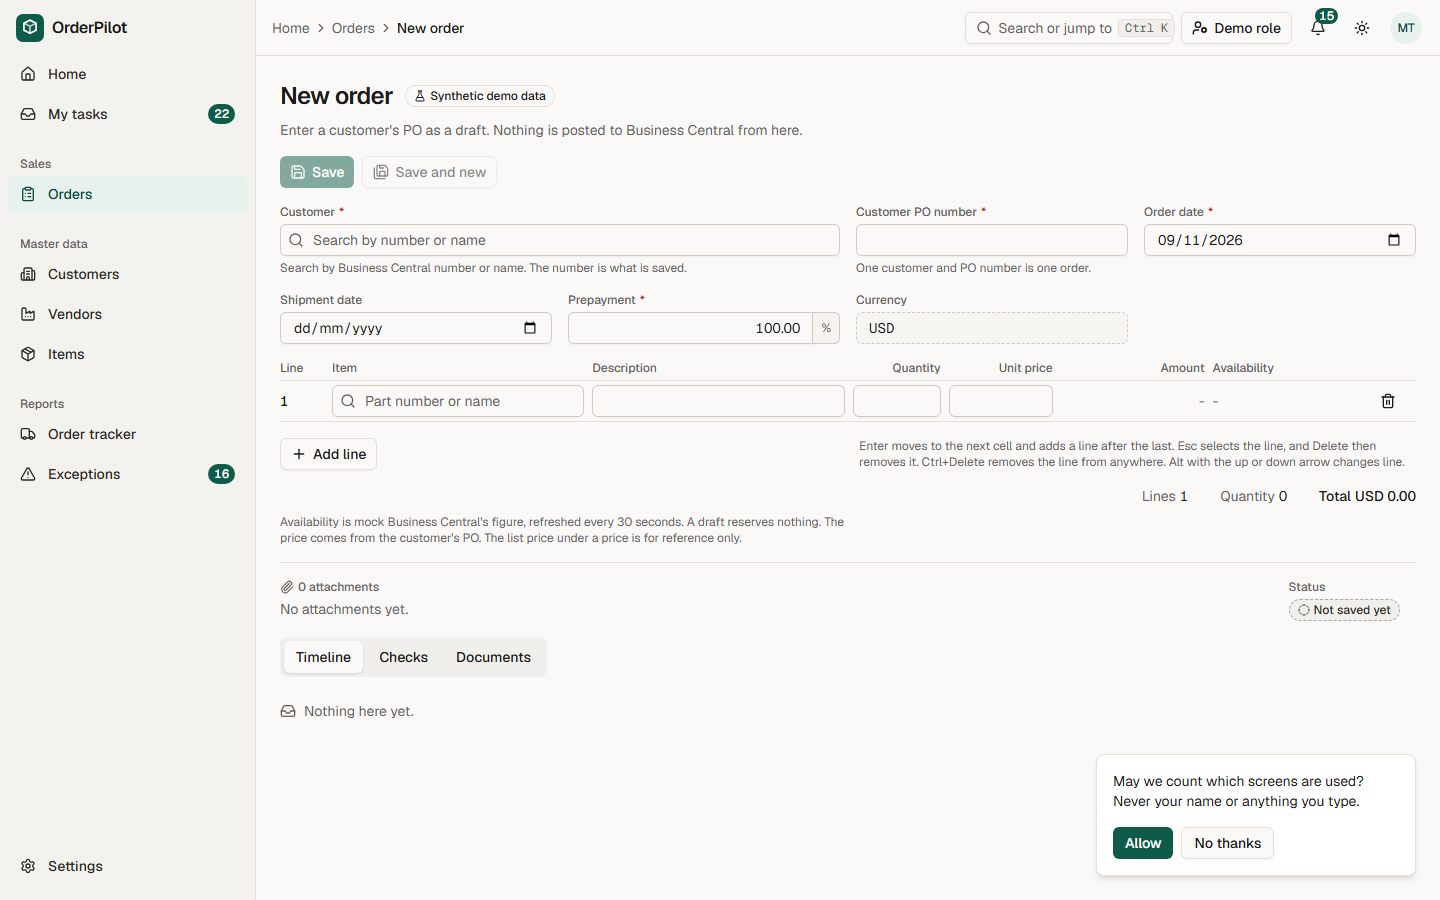 OrderPilot
Home
My tasks
22
Sales
Orders
Master data
Customers
Vendors
Items
Reports
Order tracker
Exceptions
16
Settings
Home > Orders > New order
Search or jump to
Ctrl K
Demo role
15
MT
New order
Synthetic demo data
Enter a customer's PO as a draft. Nothing is posted to Business Central from here.
Save
Save and new
Customer *
Search by number or name
Search by Business Central number or name. The number is what is saved.
Customer PO number *
One customer and PO number is one order.
Order date *
09/11/2026
Shipment date
dd/mm/yyyy
Prepayment *
100.00
%
Currency
USD
Line Item Description Quantity Unit price Amount Availability
1 Part number or name - -
Add line
Enter moves to the next cell and adds a line after the last. Esc selects the line, and Delete then
removes it. Ctrl+Delete removes the line from anywhere. Alt with the up or down arrow changes line.
Lines 1 Quantity 0 Total USD 0.00
Availability is mock Business Central's figure, refreshed every 30 seconds. A draft reserves nothing. The
price comes from the customer's PO. The list price under a price is for reference only.
0 attachments
No attachments yet.
Status
Not saved yet
Timeline Checks Documents
Nothing here yet.
May we count which screens are used?
Never your name or anything you type.
Allow
No thanks